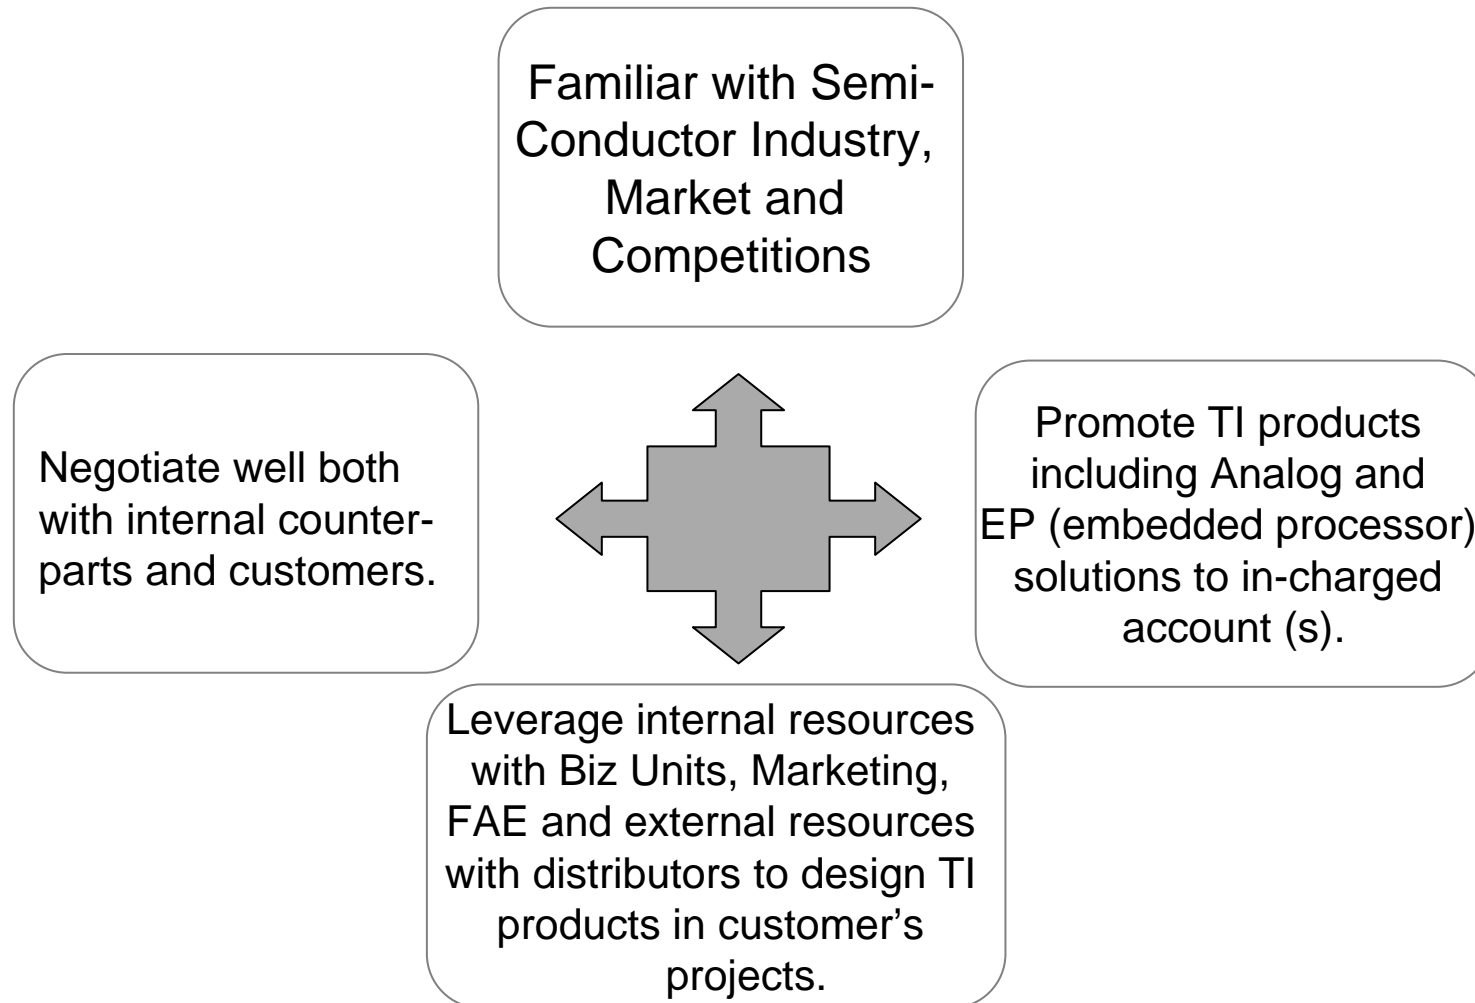 Familiar with Semi-
Conductor Industry,
Market and
Competitions
Negotiate well both
with internal counter-
parts and customers.
Promote TI products
including Analog and
EP (embedded processor)
solutions to in-charged
account (s).
Leverage internal resources
with Biz Units, Marketing,
FAE and external resources
with distributors to design TI
products in customer’s
projects.